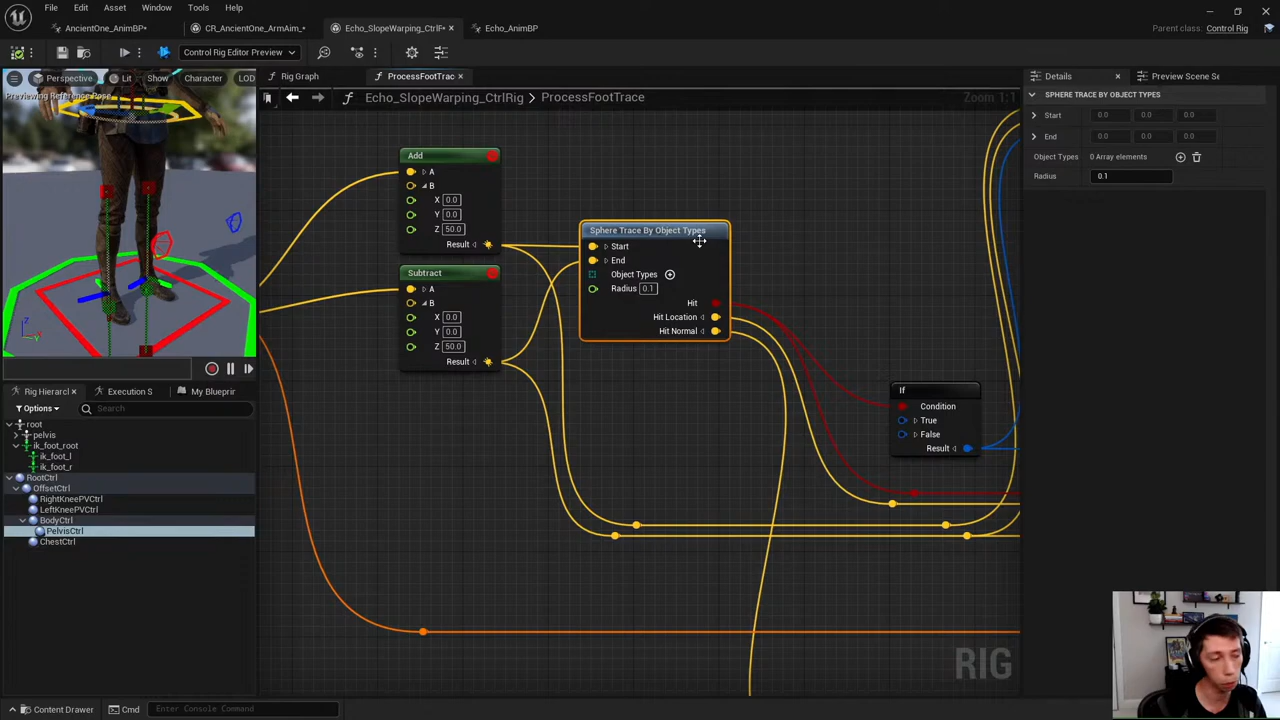 File Edit Asset Window Tools Help
AncientOne_AnimBP* CR_AncientOne_ArmAim_* Echo_SlopeWarping_CtrlF* Echo_AnimBP Parent class: Control Rig
Control Rig Editor Preview
Perspective Lit Show Character LOD
Previewing Reference Pose
Rig Graph ProcessFootTrac Details Preview Scene Se
Echo_SlopeWarping_CtrlRig > ProcessFootTrace Zoom 1:1
SPHERE TRACE BY OBJECT TYPES
Start 0.0 0.0 0.0
End 0.0 0.0 0.0
Object Types 0 Array elements
Radius 0.1
Add
A
B
X 0.0
Y 0.0
Z 50.0
Result
Subtract
A
B
X 0.0
Y 0.0
Z 50.0
Result
Sphere Trace By Object Types
Start
End
Object Types
Radius 0.1
Hit
Hit Location
Hit Normal
If
Condition
True
False
Result
Rig Hierarcl Execution S My Blueprir
Options Search
root
pelvis
ik_foot_root
ik_foot_l
ik_foot_r
RootCtrl
OffsetCtrl
RightKneePVCtrl
LeftKneePVCtrl
BodyCtrl
PelvisCtrl
ChestCtrl
RIG
Content Drawer Cmd Enter Console Command